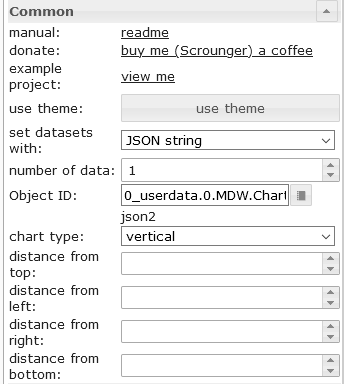 Common
manual: readme
donate: buy me (Scrounger) a coffee
example
project: view me
use theme: use theme
set datasets
with: JSON string
number of data: 1
Object ID: 0_userdata.0.MDW.Chart
json2
chart type: vertical
distance from
top:
distance from
left:
distance from
right:
distance from
bottom: